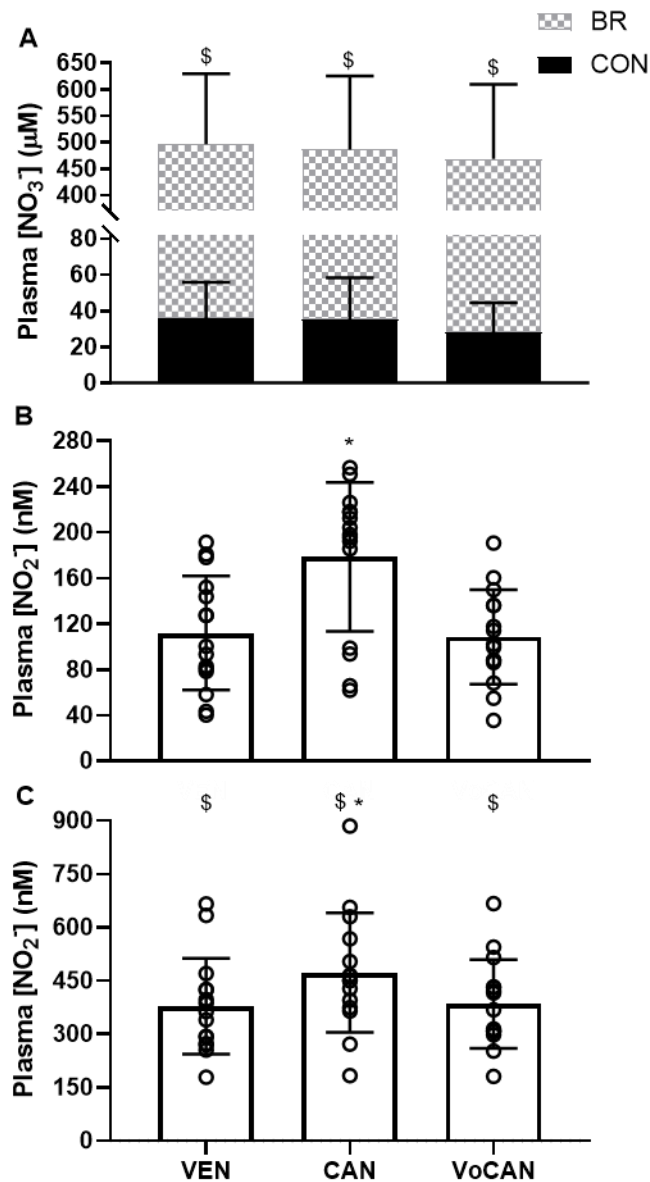 BR
CON
A
$ $ $
Plasma [NO3] (μM)
650
600
550
500
450
400
80
60
40
20
0
B
*
Plasma [NO2] (nM)
280
240
200
160
120
80
40
0
C
$ $ * $
Plasma [NO2] (nM)
900
750
600
450
300
150
0
VEN CAN VoCAN